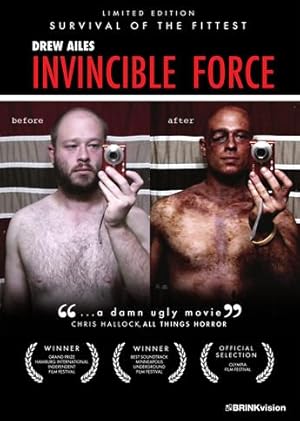 LIMITED EDITION
SURVIVAL OF THE FITTEST
DREW AILES
INVINCIBLE FORCE
before
after
“...a damn ugly movie”
CHRIS HALLOCK, ALL THINGS HORROR
WINNER
GRAND PRIZE
HAMBURG INTERNATIONAL
INDEPENDENT
FILM FESTIVAL
WINNER
BEST SOUNDTRACK
MINNEAPOLIS
UNDERGROUND
FILM FESTIVAL
OFFICIAL
SELECTION
OLYMPIA
FILM FESTIVAL
BRINKvision